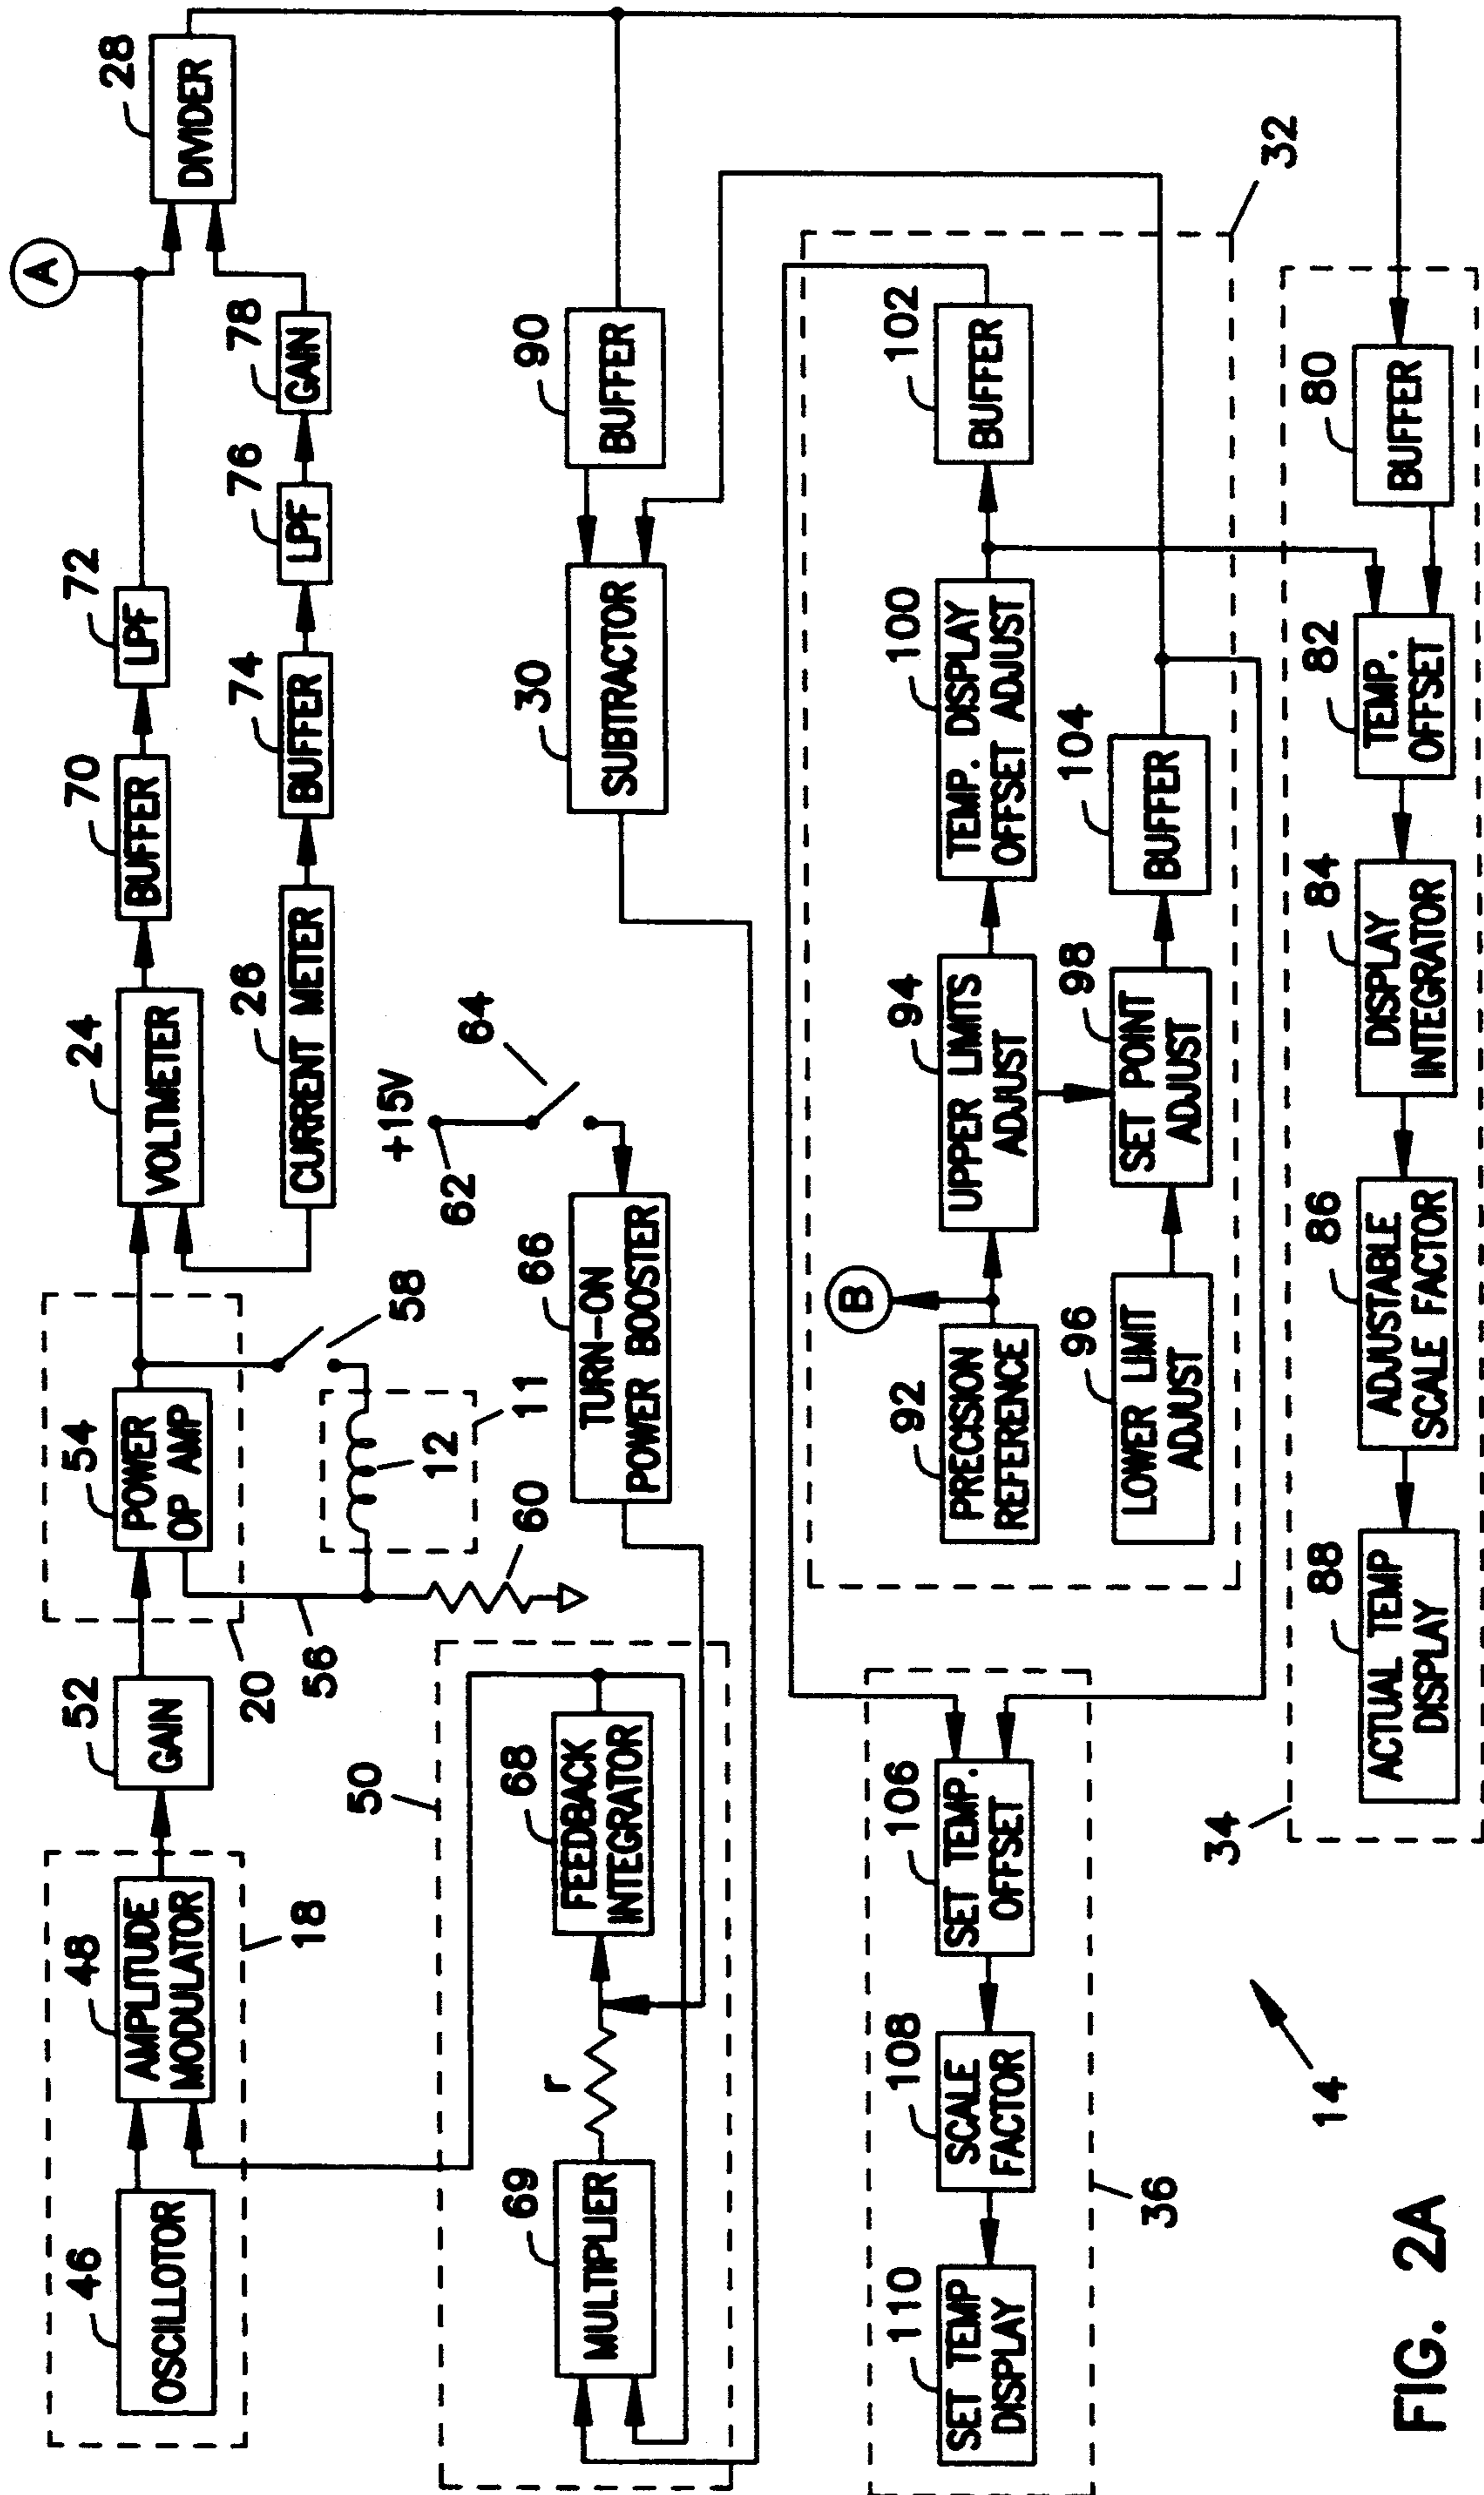 46
OSCILLOTOR
48
AMPLITUDE
MODULATOR
18
52
GAIN
20
54
POWER
OP AMP
56
58
11
12
60
24
VOLTMETER
26
CURRENT METER
70
BUFFER
72
LPF
74
BUFFER
76
LPF
78
GAIN
A
28
DIVIDER
50
69
MULTIPLIER
r
68
FEEDBACK
INTEGRATOR
66
TURN-ON
POWER BOOSTER
62
+15V
64
30
SUBTRACTOR
90
BUFFER
32
92
PRECISION
REFERENCE
B
94
UPPER LIMITS
ADJUST
100
TEMP. DISPLAY
OFFSET ADJUST
102
BUFFER
96
LOWER LIMIT
ADJUST
98
SET POINT
ADJUST
104
BUFFER
110
SET TEMP
DISPLAY
108
SCALE
FACTOR
106
SET TEMP.
OFFSET
36
14
34
88
ACTUAL TEMP
DISPLAY
86
ADJUSTABLE
SCALE FACTOR
84
DISPLAY
INTEGRATOR
82
TEMP.
OFFSET
80
BUFFER
FIG. 2A